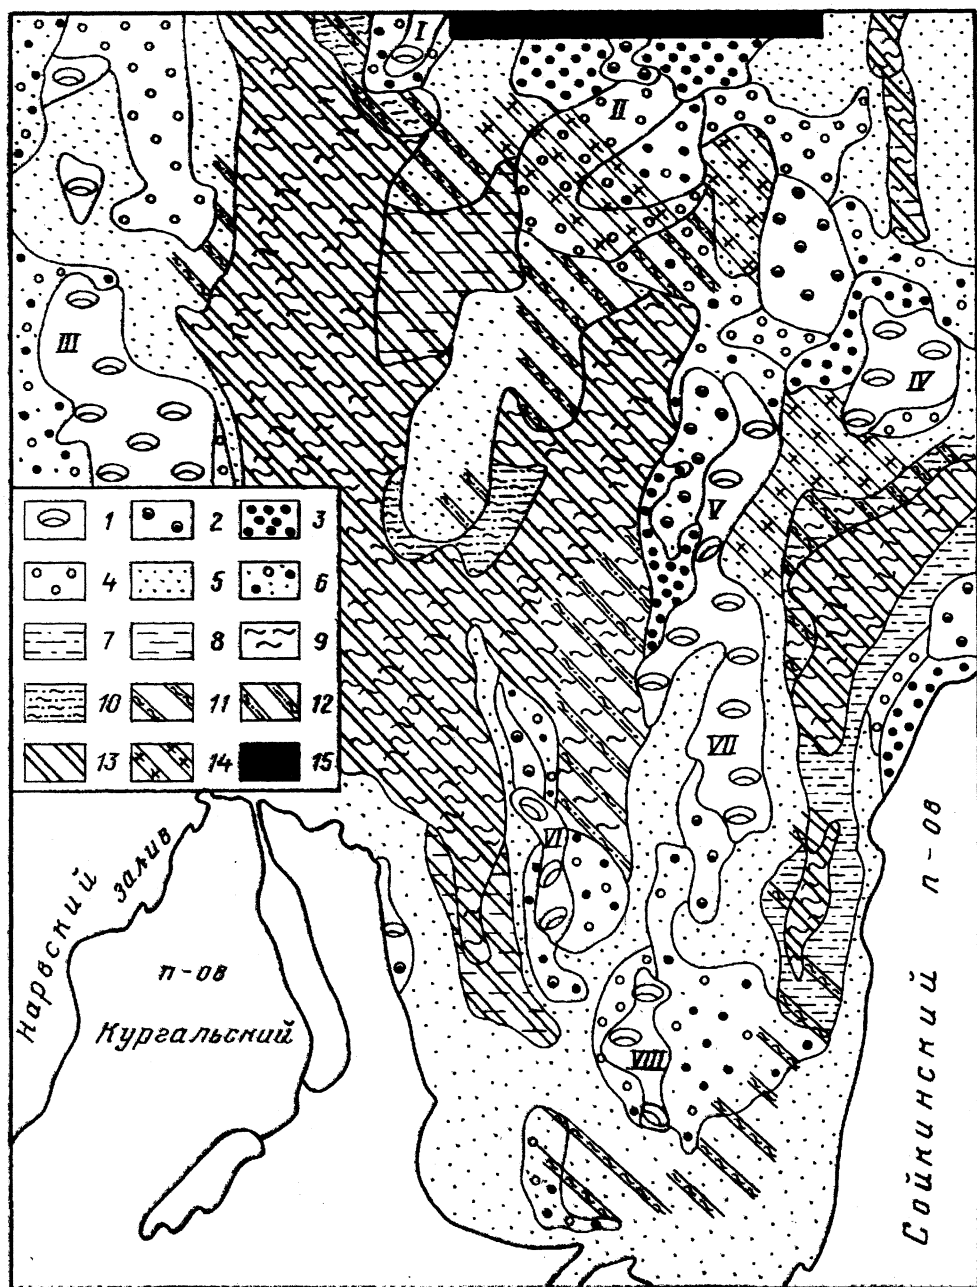 I
II
III
IV
V
1 2 3
4 5 6
7 8 9
10 11 12
13 14 15
VII
VI
VIII
Нарвский залив
п-ов
Кургальский
Сойкинский п-ов